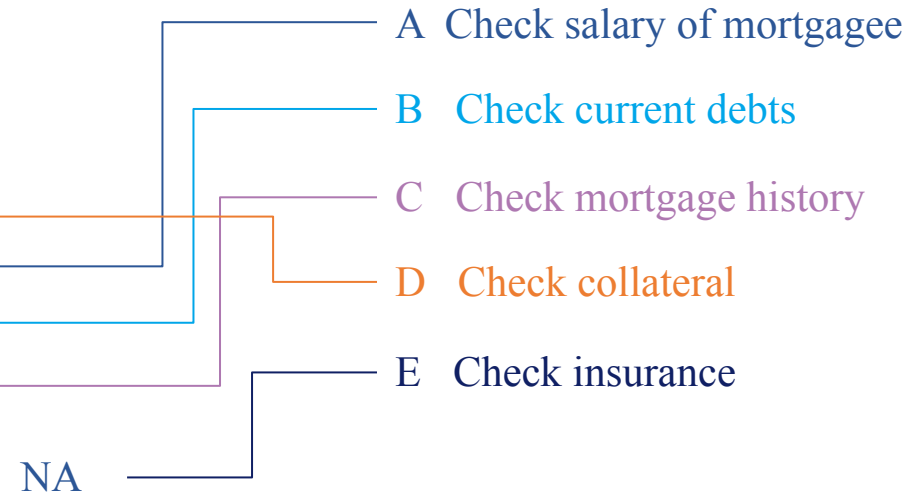 A Check salary of mortgagee
B Check current debts
C Check mortgage history
D Check collateral
E Check insurance
NA